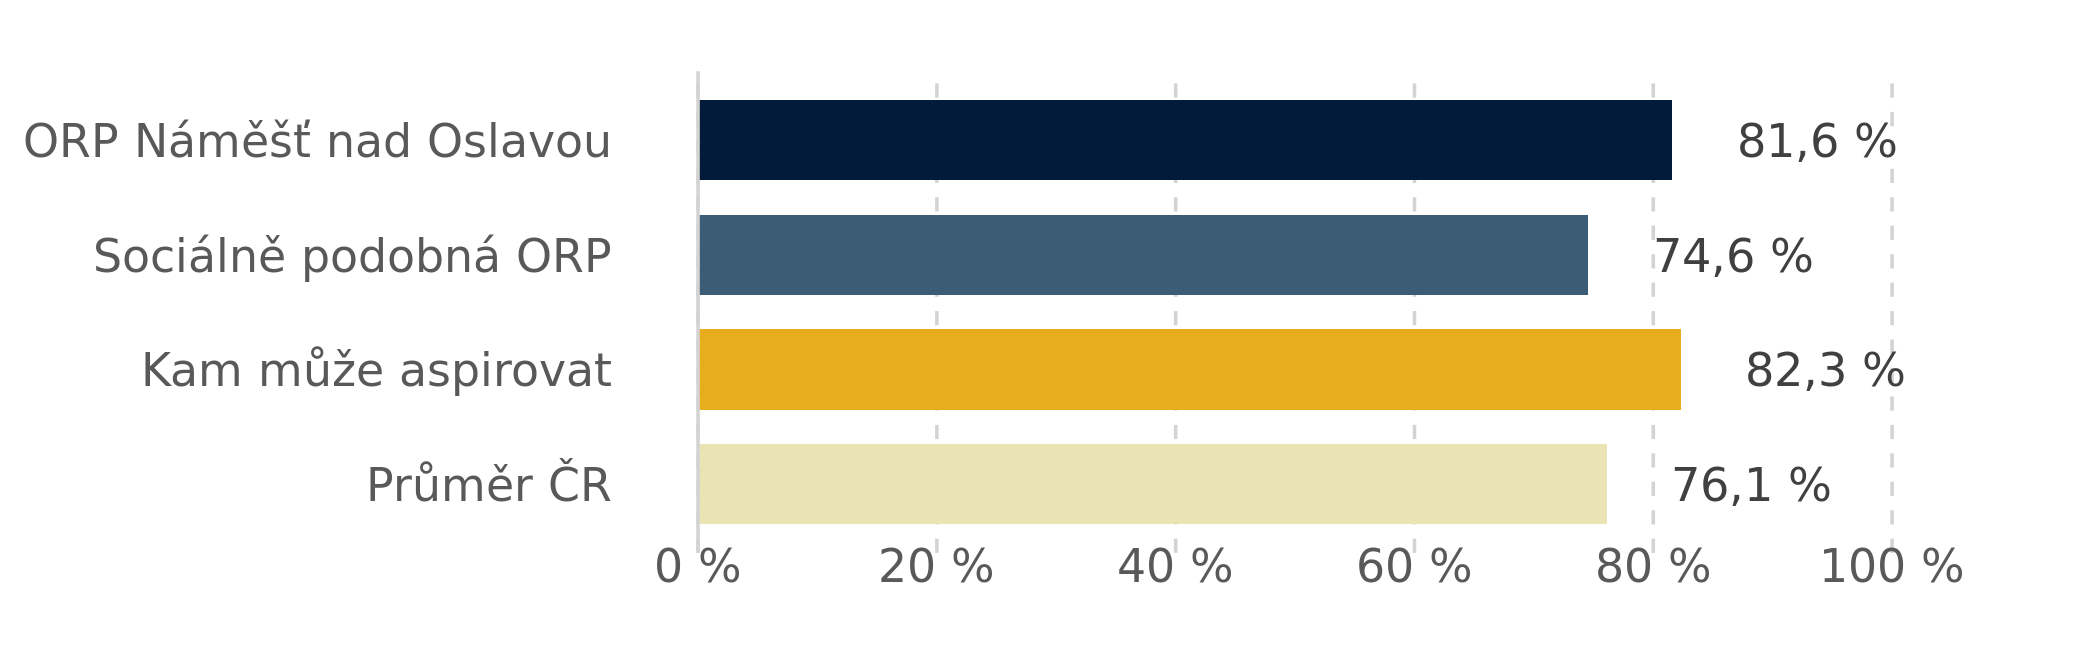 ORP Náměšť nad Oslavou 81,6 %
Sociálně podobná ORP 74,6 %
Kam může aspirovat 82,3 %
Průměr ČR 76,1 %
0 % 20 % 40 % 60 % 80 % 100 %